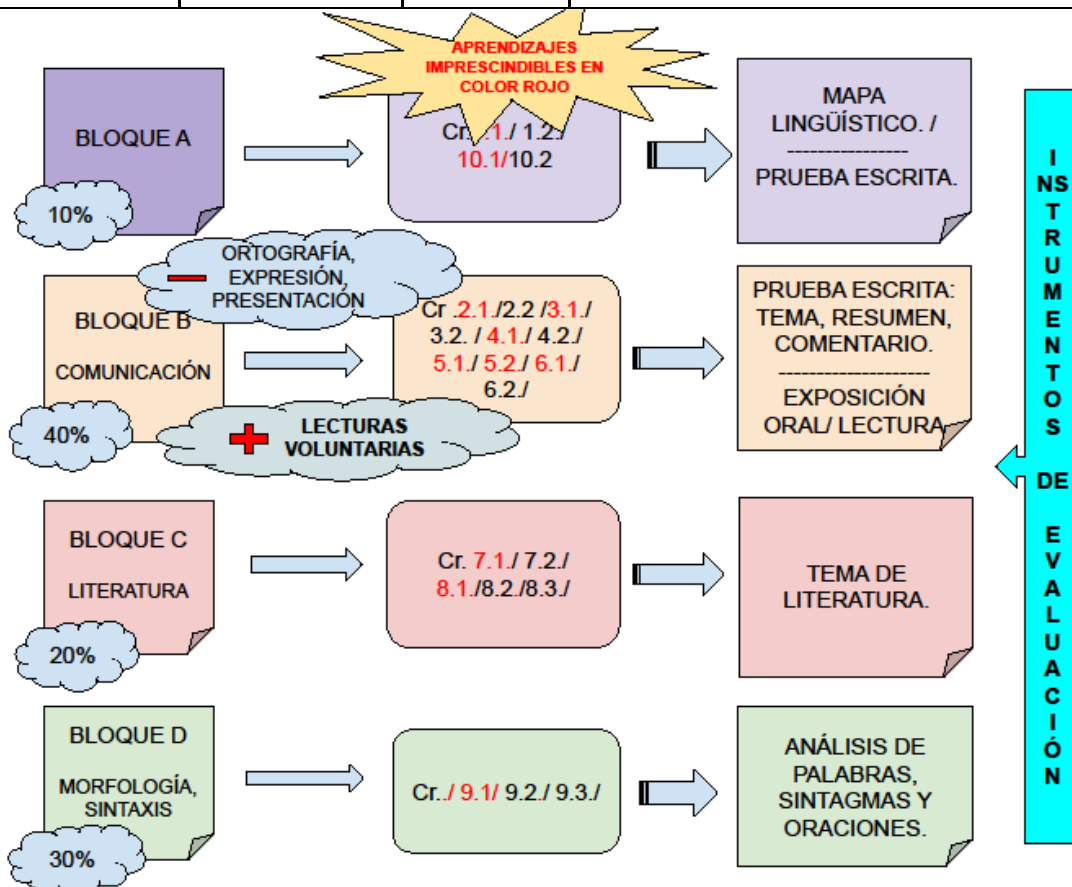 APRENDIZAJES
IMPRESCINDIBLES EN
COLOR ROJO
BLOQUE A
10%
Cr. .1./ 1.2./
10.1/10.2
MAPA
LINGÜÍSTICO. /
----------------
PRUEBA ESCRITA.
ORTOGRAFÍA,
EXPRESIÓN,
PRESENTACIÓN
BLOQUE B
COMUNICACIÓN
40%
Cr .2.1./2.2 /3.1./
3.2. / 4.1./ 4.2./
5.1./ 5.2./ 6.1./
6.2./
PRUEBA ESCRITA:
TEMA, RESUMEN,
COMENTARIO.
--------------------
EXPOSICIÓN
ORAL/ LECTURA
LECTURAS
VOLUNTARIAS
BLOQUE C
LITERATURA
20%
Cr. 7.1./ 7.2./
8.1./8.2./8.3./
TEMA DE
LITERATURA.
BLOQUE D
MORFOLOGÍA,
SINTAXIS
30%
Cr../ 9.1/ 9.2./ 9.3./
ANÁLISIS DE
PALABRAS,
SINTAGMAS Y
ORACIONES.
I
NS
T
R
U
M
E
N
T
O
S
DE
E
V
A
L
U
A
C
I
Ó
N